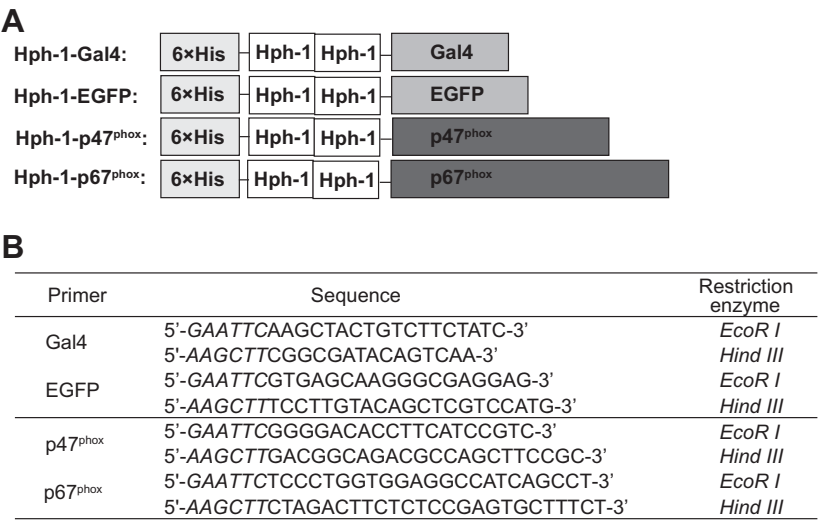 A
Hph-1-Gal4: 6×His Hph-1 Hph-1 Gal4
Hph-1-EGFP: 6×His Hph-1 Hph-1 EGFP
Hph-1-p47phox: 6×His Hph-1 Hph-1 p47phox
Hph-1-p67phox: 6×His Hph-1 Hph-1 p67phox
B
Primer Sequence Restriction enzyme
Gal4 5’-GAATTCAAGCTACTGTCTTCTATC-3’ EcoR I
5'-AAGCTTCGGCGATACAGTCAA-3’ Hind III
EGFP 5’-GAATTCGTGAGCAAGGGCGAGGAG-3’ EcoR I
5’-AAGCTTTCCTTGTACAGCTCGTCCATG-3’ Hind III
p47phox 5’-GAATTCGGGGACACCTTCATCCGTC-3’ EcoR I
5’-AAGCTTGACGGCAGACGCCAGCTTCCGC-3’ Hind III
p67phox 5'-GAATTCTCCCTGGTGGAGGCCATCAGCCT-3’ EcoR I
5'-AAGCTTCTAGACTTCTCTCCGAGTGCTTTCT-3’ Hind III